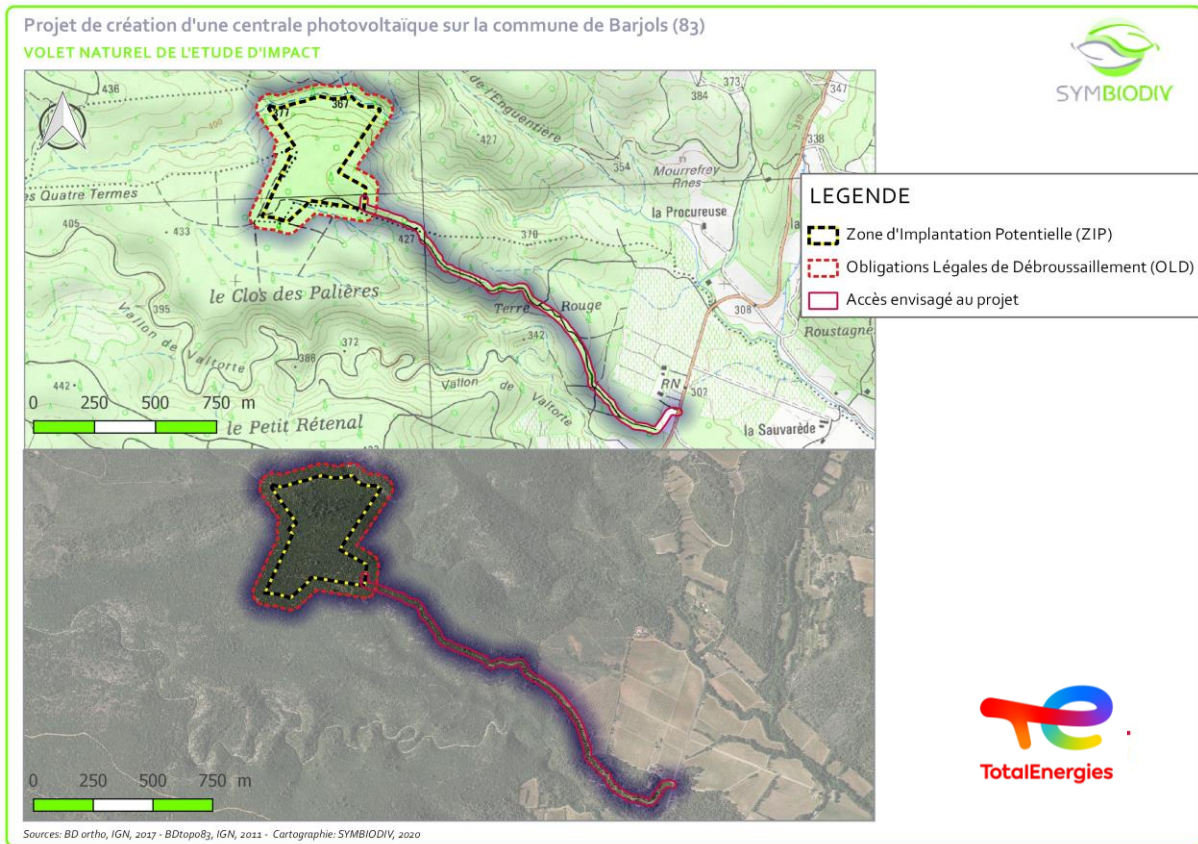 Projet de création d'une centrale photovoltaïque sur la commune de Barjols (83)
VOLET NATUREL DE L'ETUDE D'IMPACT
SYMBIODIV
436
377
367
de l'Enguentière
427
384
373
347
338
400
354
Mourrefrey
Rnes
es Quatre Termes
la Procureuse
405
433
427
370
le Clos des Palières
395
Vallon de Valtorte
Terre Rouge
342
308
Roustagne
386
372
442
Vallon de Valtorte
RN
302
la Sauvarède
le Petit Rétenal
0 250 500 750 m
LEGENDE
Zone d'Implantation Potentielle (ZIP)
Obligations Légales de Débroussaillement (OLD)
Accès envisagé au projet
0 250 500 750 m
TotalEnergies
Sources: BD ortho, IGN, 2017 - BDtopo83, IGN, 2011 - Cartographie: SYMBIODIV, 2020